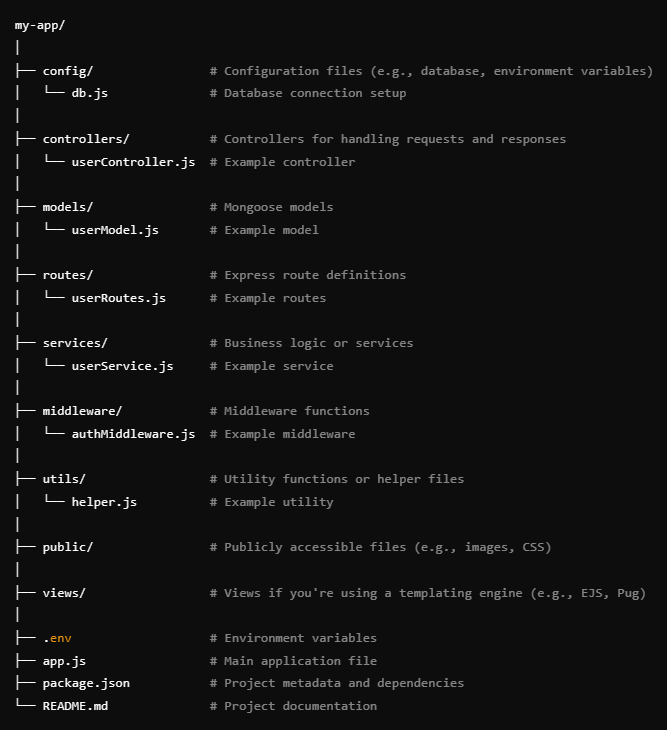 my-app/
│
├── config/                # Configuration files (e.g., database, environment variables)
│   └── db.js              # Database connection setup
│
├── controllers/           # Controllers for handling requests and responses
│   └── userController.js  # Example controller
│
├── models/                # Mongoose models
│   └── userModel.js       # Example model
│
├── routes/                # Express route definitions
│   └── userRoutes.js      # Example routes
│
├── services/              # Business logic or services
│   └── userService.js     # Example service
│
├── middleware/            # Middleware functions
│   └── authMiddleware.js  # Example middleware
│
├── utils/                 # Utility functions or helper files
│   └── helper.js          # Example utility
│
├── public/                # Publicly accessible files (e.g., images, CSS)
│
├── views/                 # Views if you're using a templating engine (e.g., EJS, Pug)
│
├── .env                   # Environment variables
├── app.js                 # Main application file
├── package.json           # Project metadata and dependencies
└── README.md              # Project documentation